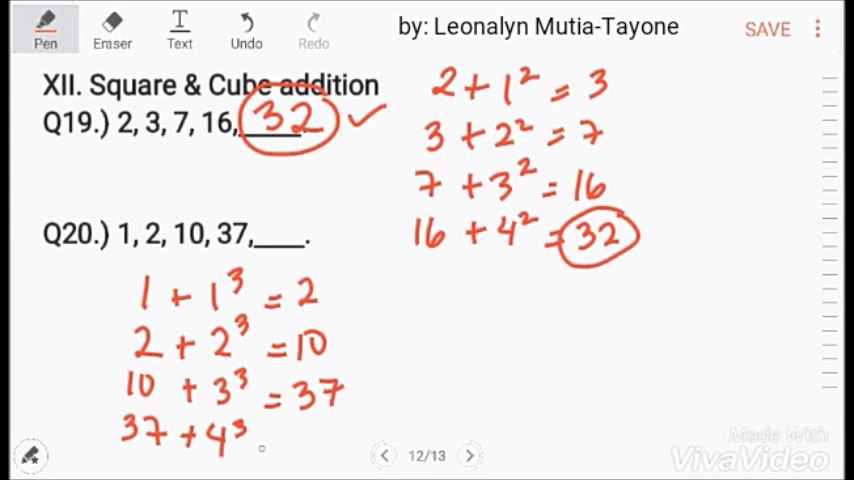 Pen Eraser Text Undo Redo by: Leonalyn Mutia-Tayone SAVE
XII. Square & Cube addition
Q19.) 2, 3, 7, 16, 32
2 + 1² = 3
3 + 2² = 7
7 + 3² = 16
16 + 4² = 32
Q20.) 1, 2, 10, 37,____.
1 + 1³ = 2
2 + 2³ = 10
10 + 3³ = 37
37 + 4³
12/13
Made With
VivaVideo